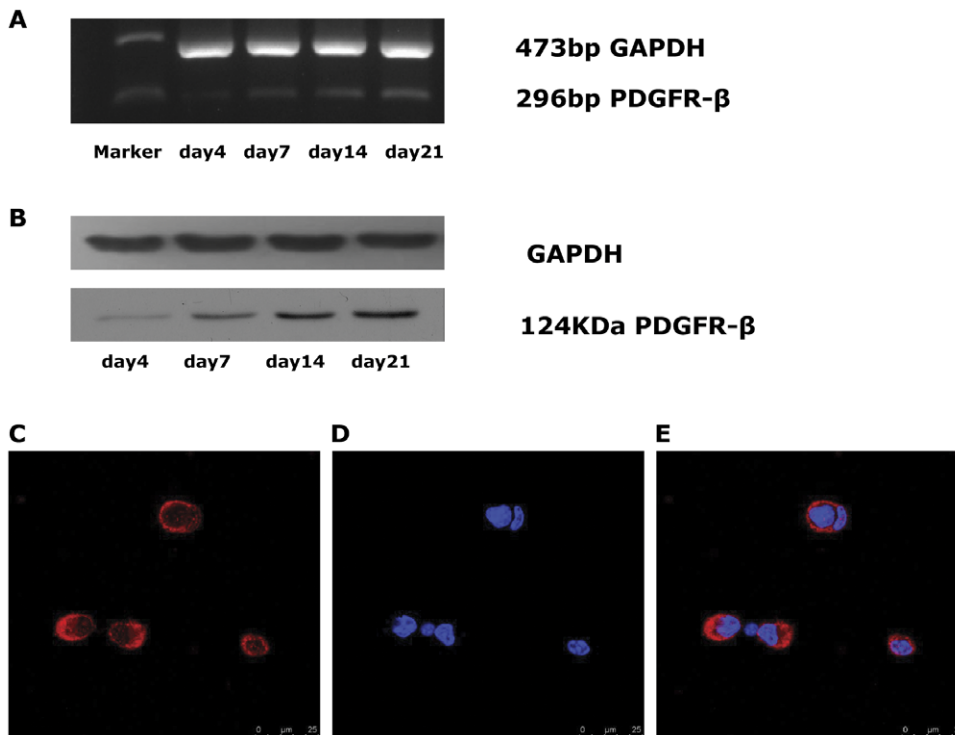 A
473bp GAPDH
296bp PDGFR-β
Marker day4 day7 day14 day21
B
GAPDH
124KDa PDGFR-β
day4 day7 day14 day21
C D E
0 µm 25 0 µm 25 0 µm 25